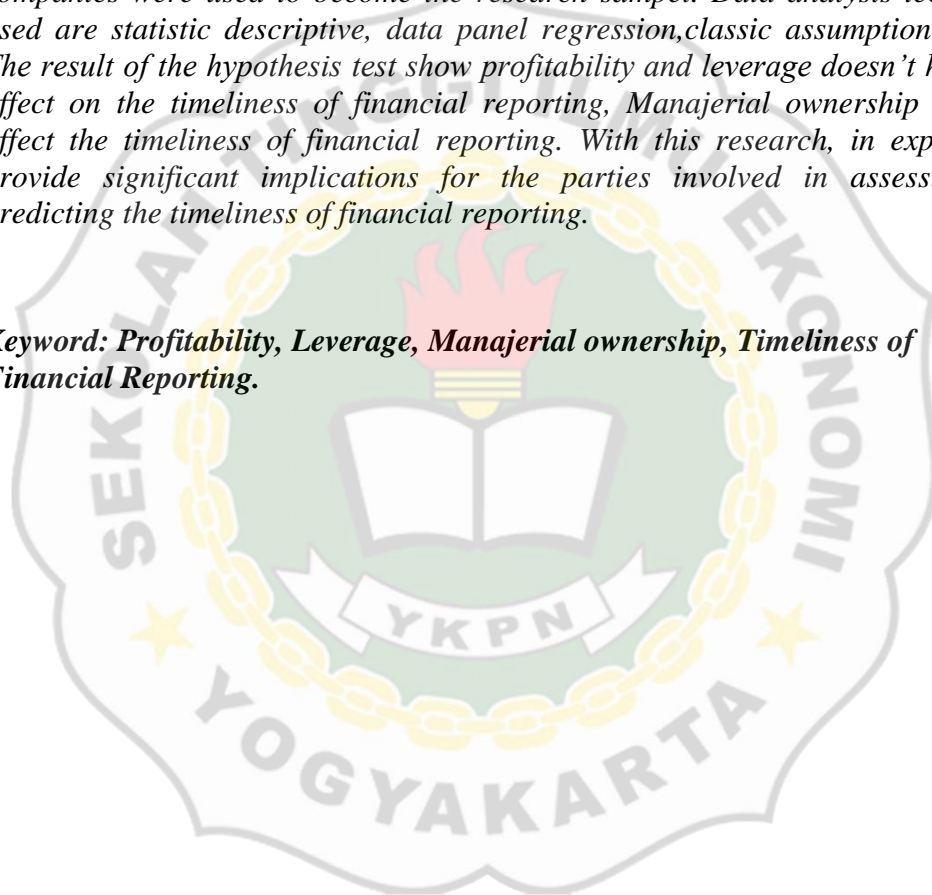 companies were used to become the research sampel. Data analysis
used are statistic descriptive, data panel regression,classic assumption
The result of the hypothesis test show profitability and leverage doesn't
effect on the timeliness of financial reporting, Manajerial ownership
affect the timeliness of financial reporting. With this research, in
provide significant implications for the parties involved in
predicting the timeliness of financial reporting.
Keyword: Profitability, Leverage, Manajerial ownership, Timeliness of
Financial Reporting.
SEKOLAH TINGGI ILMU EKONOMI
YKPN
YOGYAKARTA